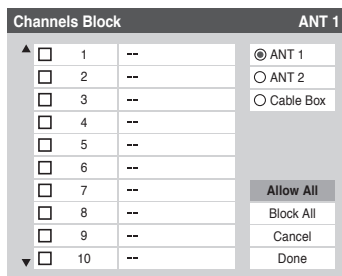 Channels Block ANT 1
1 -- ANT 1
2 -- ANT 2
3 -- Cable Box
4 --
5 --
6 --
7 -- Allow All
8 -- Block All
9 -- Cancel
10 -- Done